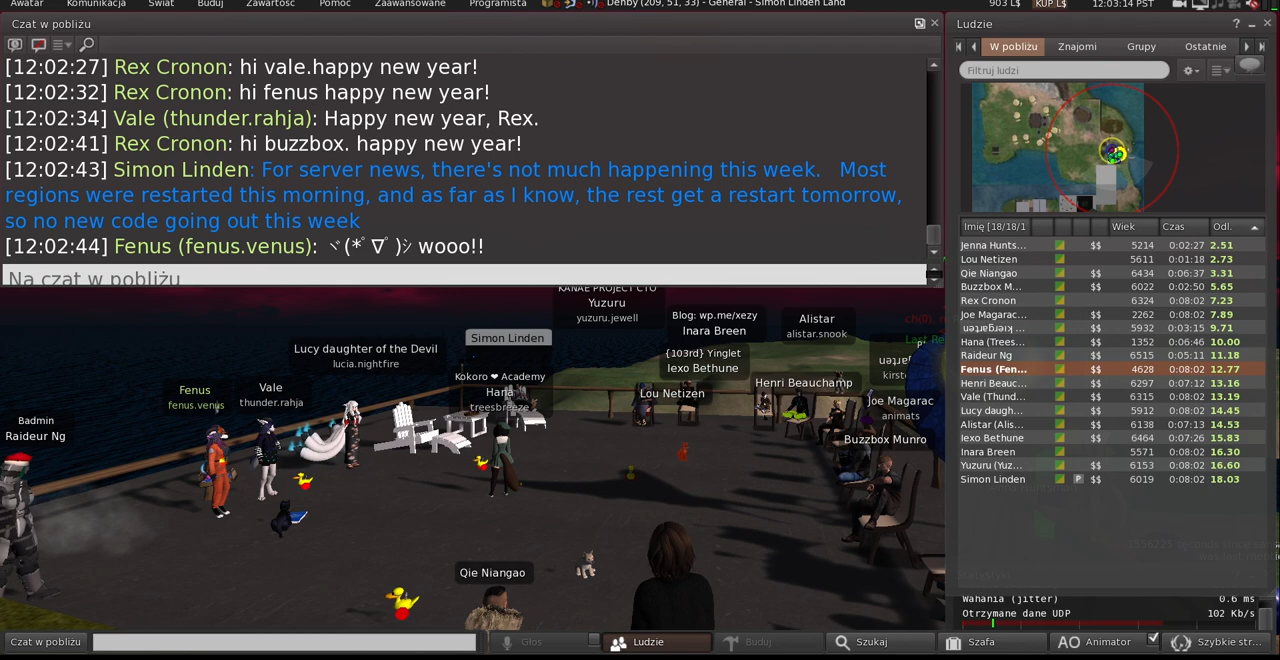 Awatar Komunikacja Świat Buduj Zawartość Pomoc Zaawansowane Programista Denby (209, 51, 33) - General - Simon Linden Land 903 L$ KUP L$ 12:03:14 PST
Czat w pobliżu
[12:02:27] Rex Cronon: hi vale.happy new year!
[12:02:32] Rex Cronon: hi fenus happy new year!
[12:02:34] Vale (thunder.rahja): Happy new year, Rex.
[12:02:41] Rex Cronon: hi buzzbox. happy new year!
[12:02:43] Simon Linden: For server news, there's not much happening this week. Most
regions were restarted this morning, and as far as I know, the rest get a restart tomorrow,
so no new code going out this week
[12:02:44] Fenus (fenus.venus): ヾ(*ﾟ∇ﾟ)ｼ wooo!!
Na czat w pobliżu
KANAE PROJECT CTO
Yuzuru
yuzuru.jewell
Blog: wp.me/xezy
Inara Breen
Alistar
alistar.snook
Simon Linden
Lucy daughter of the Devil
lucia.nightfire
{103rd} Yinglet
Iexo Bethune
Kokoro ❤ Academy
Hana
treesbreeze
Lou Netizen
Henri Beauchamp
Joe Magarac
animats
Buzzbox Munro
Fenus
fenus.venus
Vale
thunder.rahja
Badmin
Raideur Ng
Qie Niangao
Ludzie
W pobliżu Znajomi Grupy Ostatnie
Filtruj ludzi
Imię [18/18/1 Wiek Czas Odl.
Jenna Hunts... $$ 5214 0:02:27 2.51
Lou Netizen 5611 0:01:18 2.73
Qie Niangao $$ 6434 0:06:37 3.31
Buzzbox M... $$ 6022 0:02:50 5.65
Rex Cronon 6324 0:08:02 7.23
Joe Magarac... $$ 2262 0:08:02 7.89
$$ 5932 0:03:15 9.71
Hana (Trees... $$ 1352 0:06:46 10.00
Raideur Ng $$ 6515 0:05:11 11.18
Fenus (Fen... $$ 4628 0:08:02 12.77
Henri Beauc... $$ 6297 0:07:12 13.16
Vale (Thund... $$ 6315 0:08:02 13.19
Lucy daugh... $$ 5912 0:08:02 14.45
Alistar (Alis... $$ 6138 0:07:13 14.53
Iexo Bethune $$ 6464 0:07:26 15.83
Inara Breen 5571 0:08:02 16.30
Yuzuru (Yuz... $$ 6153 0:08:02 16.60
Simon Linden P $$ 6019 0:08:02 18.03
Wahania (jitter) 0.6 ms
Otrzymane dane UDP 102 Kb/s
Czat w pobliżu Głos Ludzie Buduj Szukaj Szafa AO Animator Szybkie str...